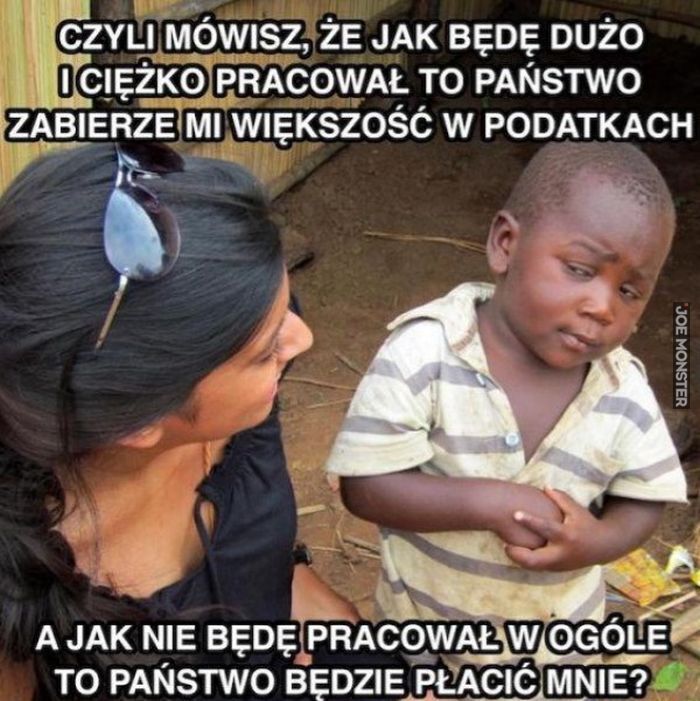 CZYLI MÓWISZ, ŻE JAK BĘDĘ DUŻO
I CIĘŻKO PRACOWAŁ TO PAŃSTWO
ZABIERZE MI WIĘKSZOŚĆ W PODATKACH
JOE MONSTER
A JAK NIE BĘDĘ PRACOWAŁ W OGÓLE
TO PAŃSTWO BĘDZIE PŁACIĆ MNIE?